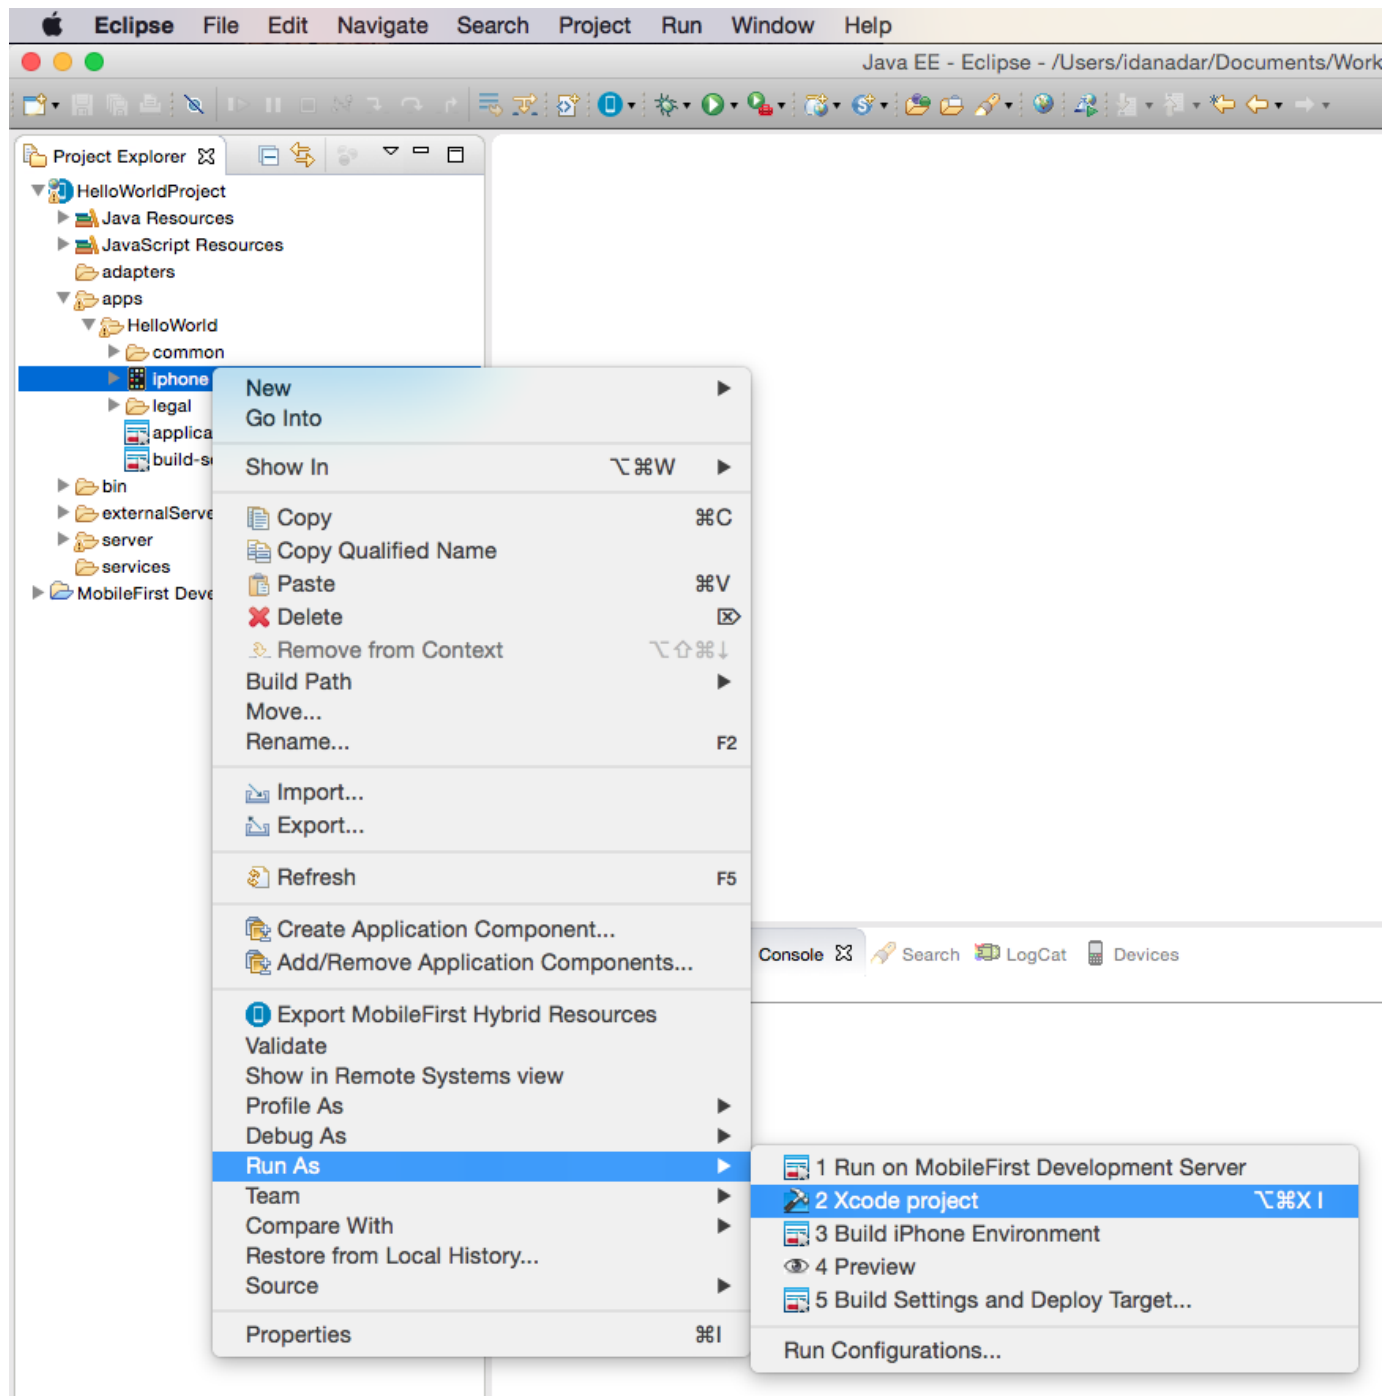 Eclipse File Edit Navigate Search Project Run Window Help
Java EE - Eclipse - /Users/idanadar/Documents/Work
Project Explorer
HelloWorldProject
Java Resources
JavaScript Resources
adapters
apps
HelloWorld
common
iphone
legal
applica
build-s
bin
externalServe
server
services
MobileFirst Deve
New
Go Into
Show In ⌥⌘W
Copy ⌘C
Copy Qualified Name
Paste ⌘V
Delete ⌦
Remove from Context ⌥⇧⌘↓
Build Path
Move...
Rename... F2
Import...
Export...
Refresh F5
Create Application Component...
Add/Remove Application Components...
Export MobileFirst Hybrid Resources
Validate
Show in Remote Systems view
Profile As
Debug As
Run As
Team
Compare With
Restore from Local History...
Source
Properties ⌘I
Console Search LogCat Devices
1 Run on MobileFirst Development Server
2 Xcode project ⌥⌘X I
3 Build iPhone Environment
4 Preview
5 Build Settings and Deploy Target...
Run Configurations...